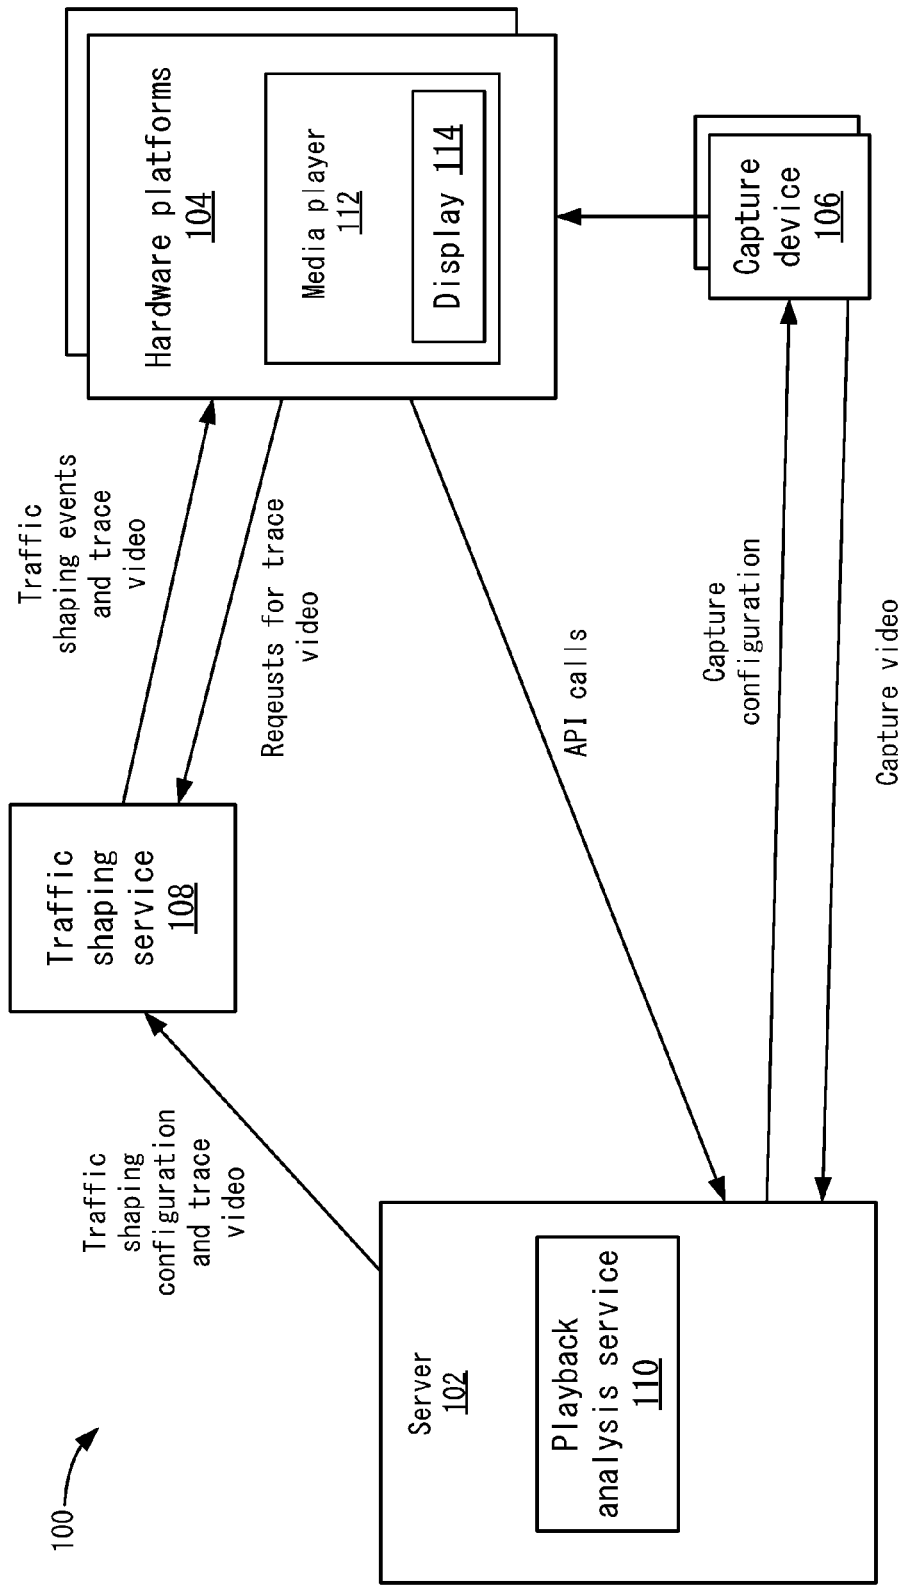 100
Server
102
Playback
analysis service
110
Traffic
shaping
configuration
and trace
video
Traffic
shaping
service
108
Traffic
shaping events
and trace
video
Reqeusts for trace
video
API calls
Capture
configuration
Capture video
Hardware platforms
104
Media player
112
Display 114
Capture
device
106